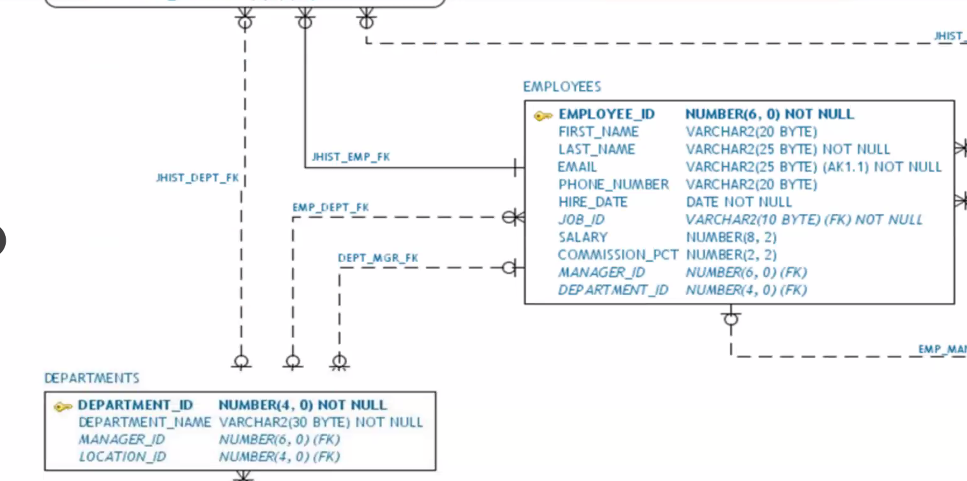 JHIST_
EMPLOYEES
EMPLOYEE_ID NUMBER(6, 0) NOT NULL
FIRST_NAME VARCHAR2(20 BYTE)
LAST_NAME VARCHAR2(25 BYTE) NOT NULL
EMAIL VARCHAR2(25 BYTE) (AK1.1) NOT NULL
PHONE_NUMBER VARCHAR2(20 BYTE)
HIRE_DATE DATE NOT NULL
JOB_ID VARCHAR2(10 BYTE) (FK) NOT NULL
SALARY NUMBER(8, 2)
COMMISSION_PCT NUMBER(2, 2)
MANAGER_ID NUMBER(6, 0) (FK)
DEPARTMENT_ID NUMBER(4, 0) (FK)
JHIST_EMP_FK
JHIST_DEPT_FK
EMP_DEPT_FK
DEPT_MGR_FK
EMP_MAN
DEPARTMENTS
DEPARTMENT_ID NUMBER(4, 0) NOT NULL
DEPARTMENT_NAME VARCHAR2(30 BYTE) NOT NULL
MANAGER_ID NUMBER(6, 0) (FK)
LOCATION_ID NUMBER(4, 0) (FK)